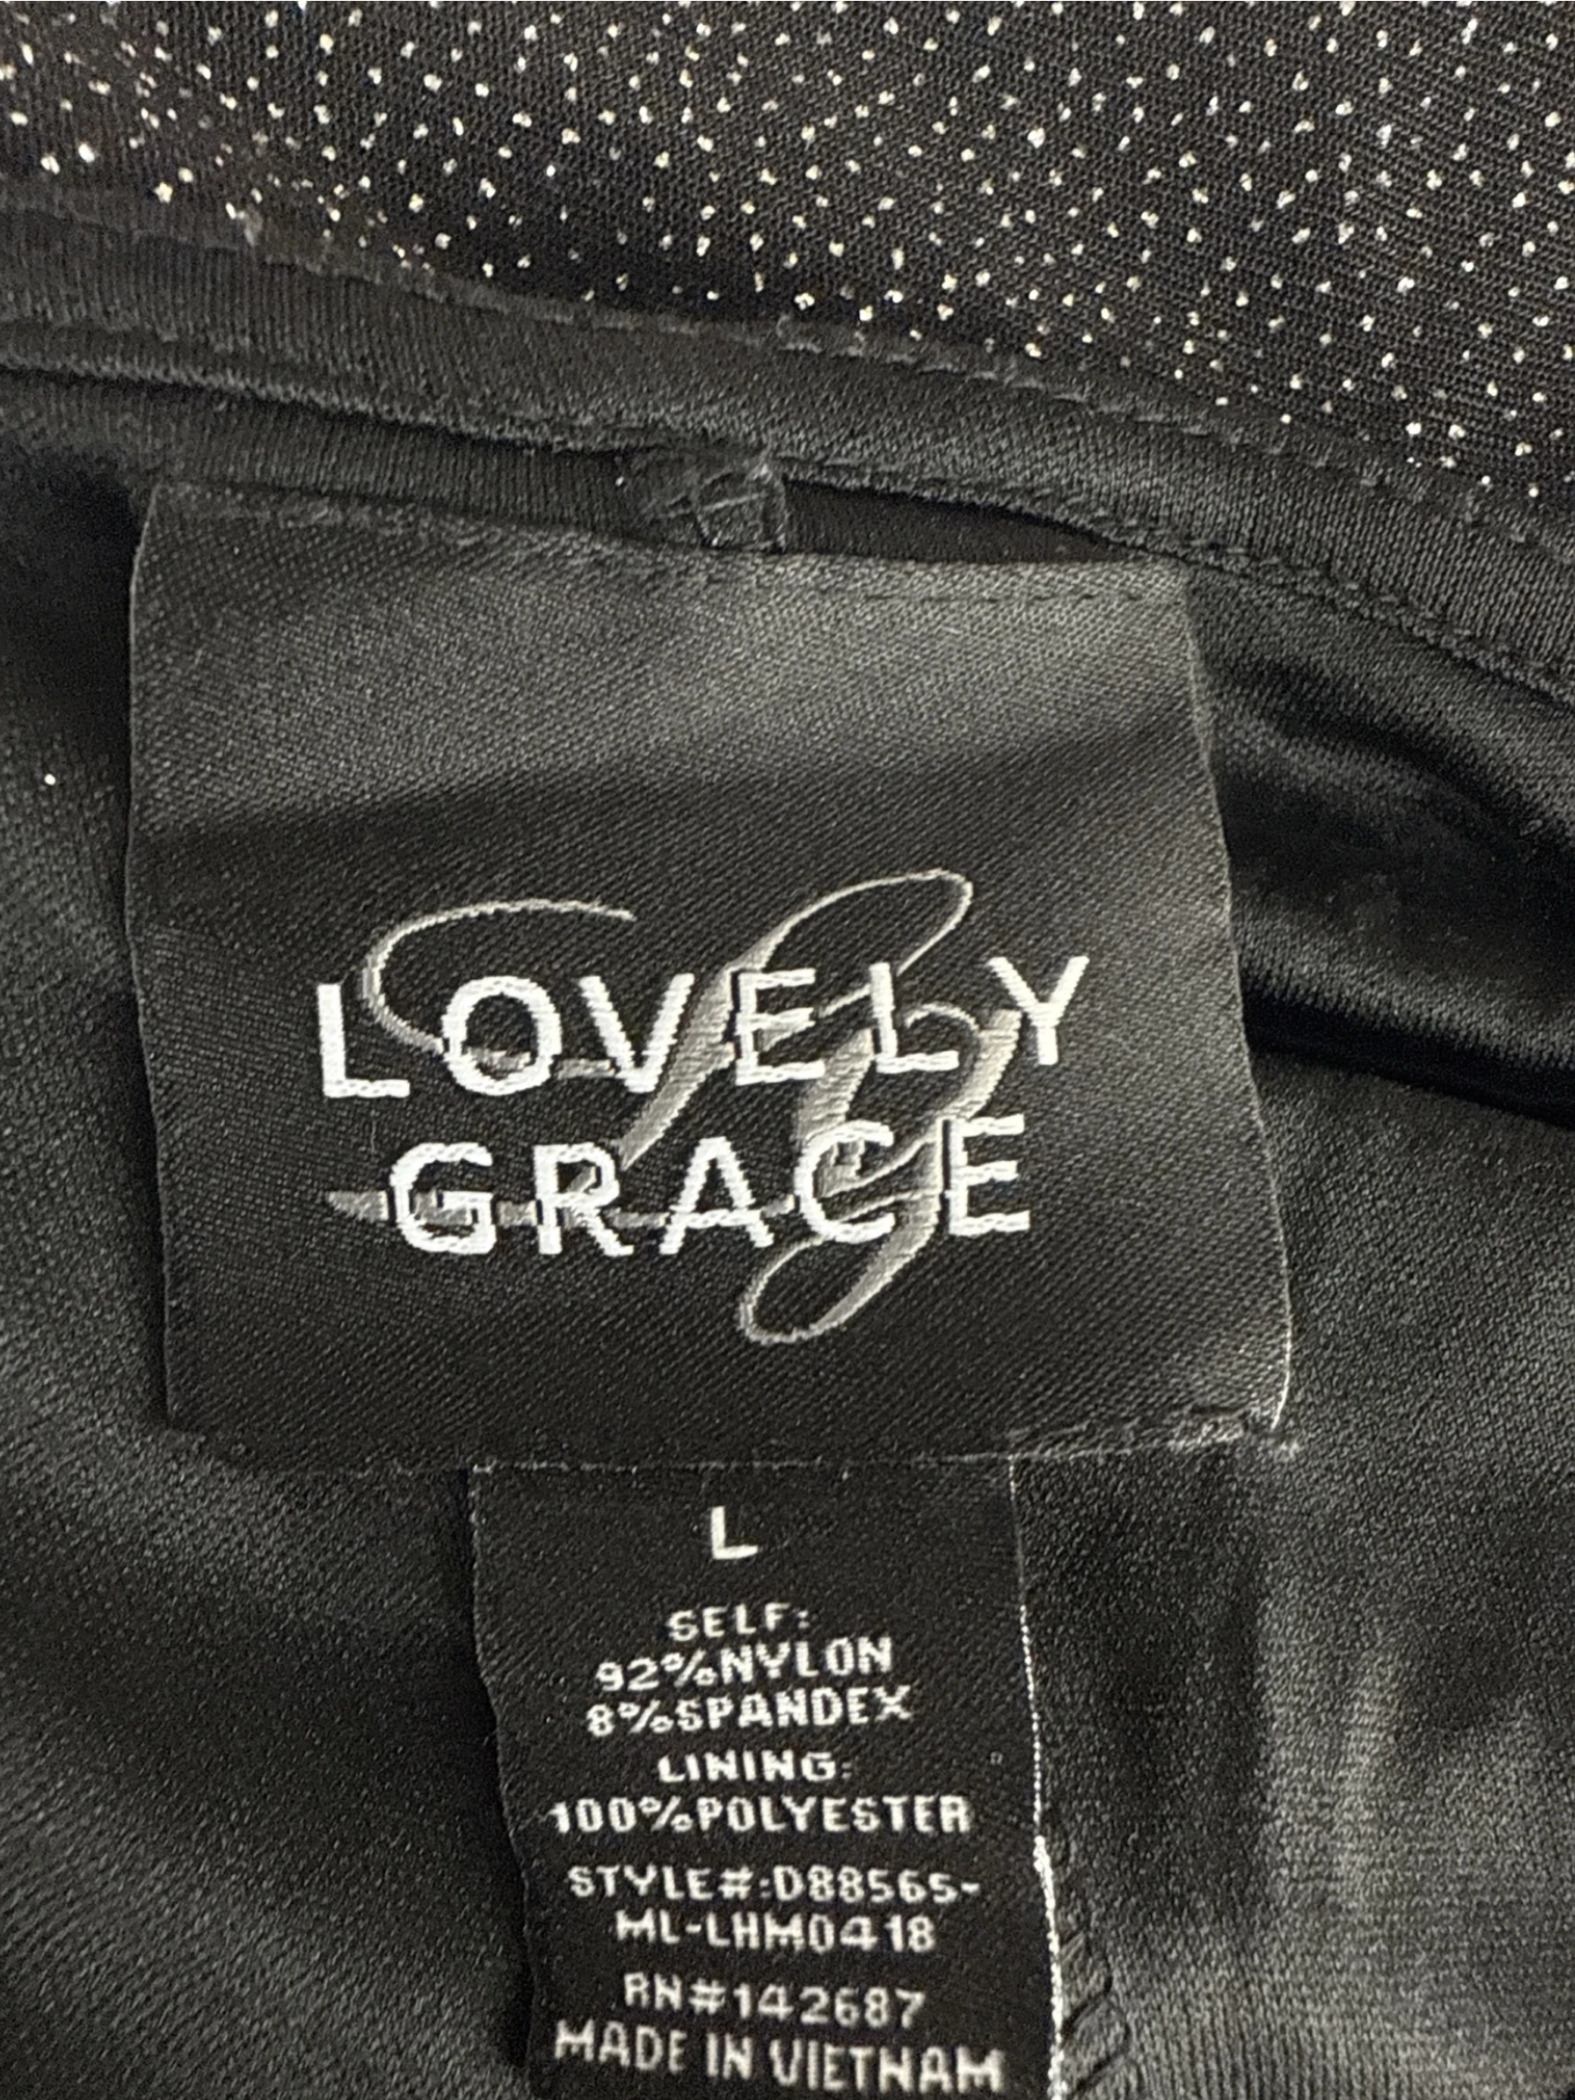 LOVELY
GRACE
L
SELF:
92%NYLON
8%SPANDEX
LINING:
100%POLYESTER
STYLE#:D88565-
ML-LHM0418
RN#142687
MADE IN VIETNAM